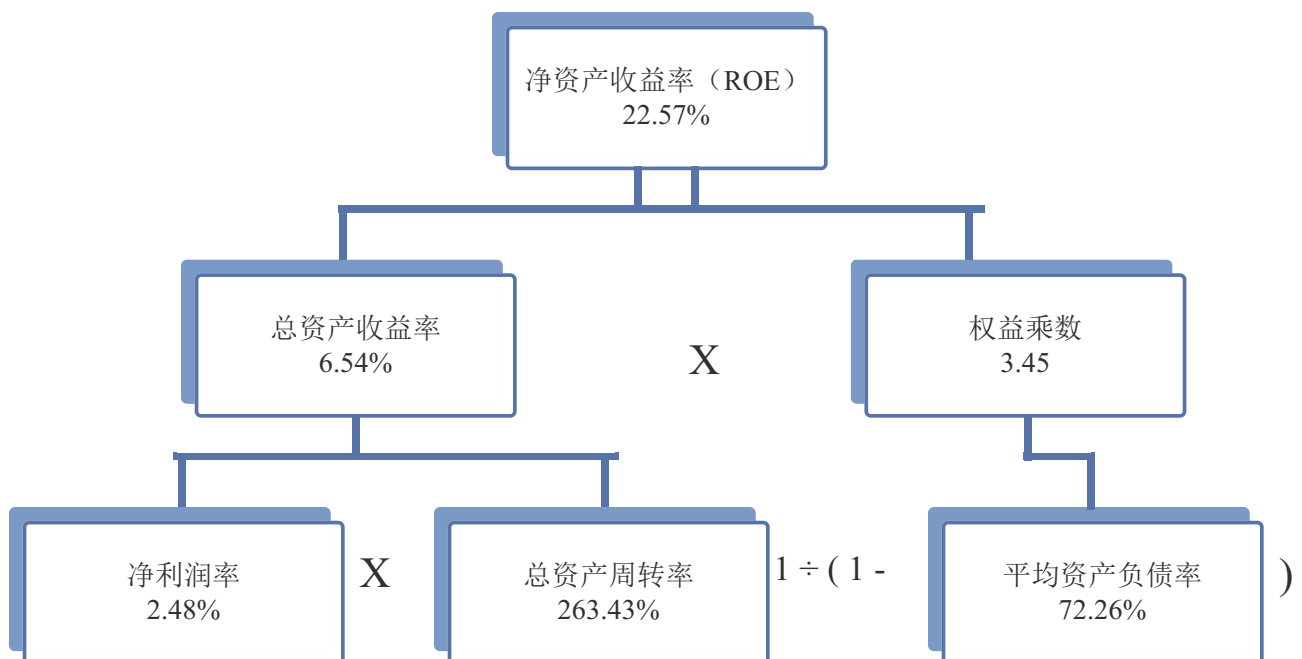 净资产收益率（ROE）
22.57%
总资产收益率
6.54%
X
权益乘数
3.45
净利润率
2.48%
X
总资产周转率
263.43%
1 ÷ ( 1 -
平均资产负债率
72.26%
)